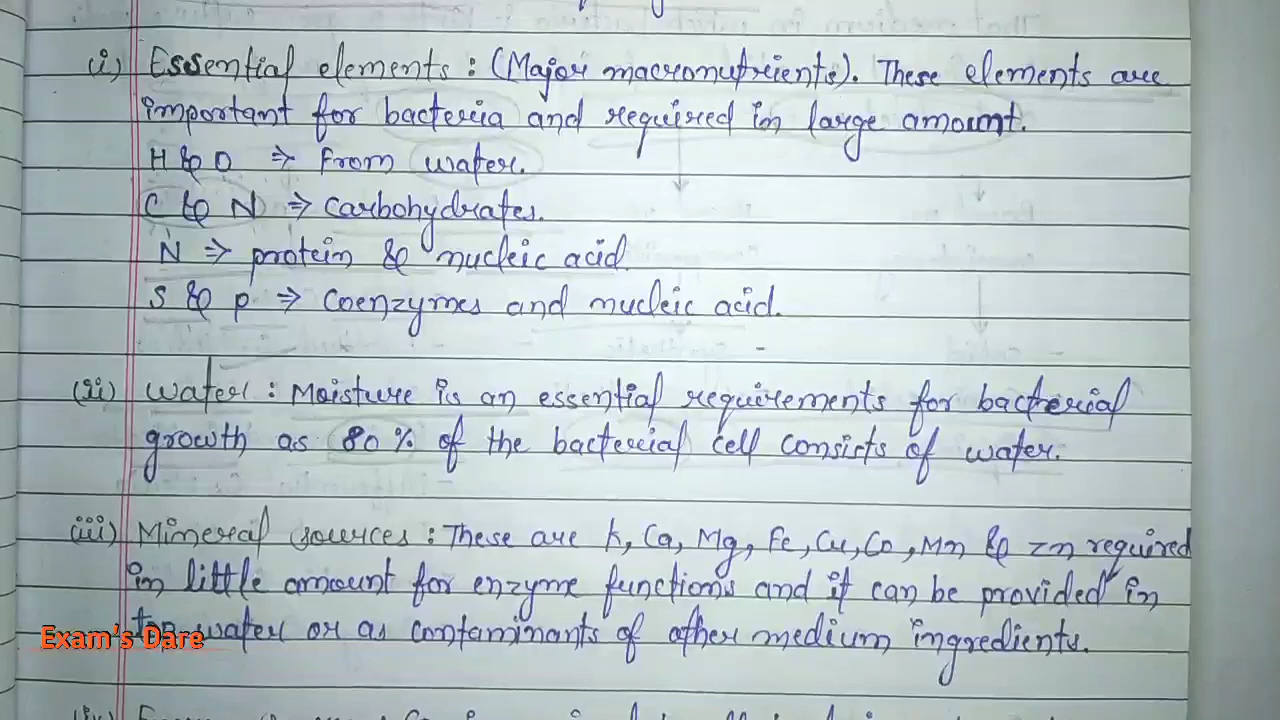 (i) Essential elements : (Major macronutrients). These elements are
important for bacteria and required in large amount.
H & O ⇒ From water.
C & N ⇒ carbohydrates.
N ⇒ protein & nucleic acid.
S & p ⇒ Coenzymes and nucleic acid.
(ii) Water : Moisture is an essential requirements for bacterial
growth as 80% of the bacterial cell consists of water.
(iii) Mineral sources : These are K, Ca, Mg, Fe, Cu, Co, Mn & Zn required
in little amount for enzyme functions and it can be provided in
tap water or as contaminants of other medium ingredients.
Exam's Dare